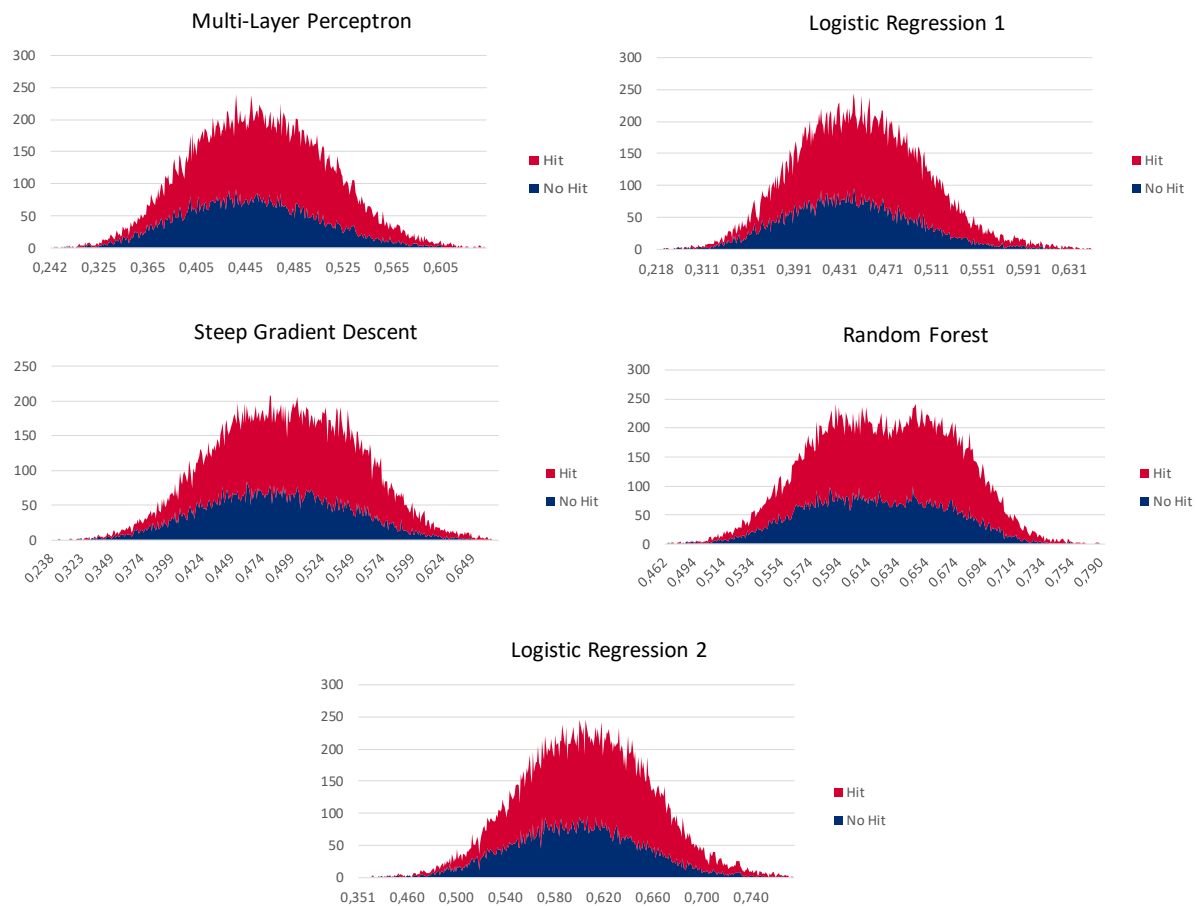 Multi-Layer Perceptron
300
250
200
150
100
50
0
0,242 0,325 0,365 0,405 0,445 0,485 0,525 0,565 0,605
Hit
No Hit
Logistic Regression 1
300
250
200
150
100
50
0
0,218 0,311 0,351 0,391 0,431 0,471 0,511 0,551 0,591 0,631
Hit
No Hit
Steep Gradient Descent
250
200
150
100
50
0
0,238 0,323 0,349 0,374 0,399 0,424 0,449 0,474 0,499 0,524 0,549 0,574 0,599 0,624 0,649
Hit
No Hit
Random Forest
300
250
200
150
100
50
0
0,462 0,494 0,514 0,534 0,554 0,574 0,594 0,614 0,634 0,654 0,674 0,694 0,714 0,734 0,754 0,790
Hit
No Hit
Logistic Regression 2
300
250
200
150
100
50
0
0,351 0,460 0,500 0,540 0,580 0,620 0,660 0,700 0,740
Hit
No Hit